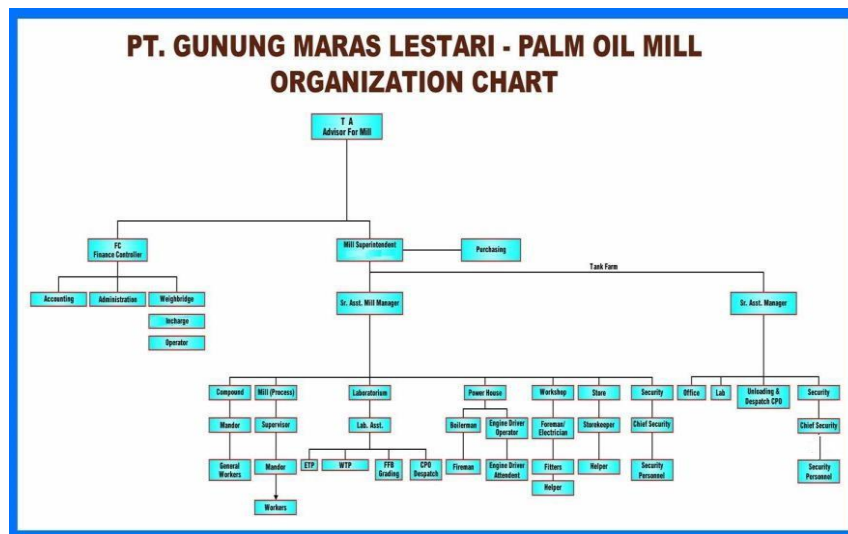 PT. GUNUNG MARAS LESTARI - PALM OIL MILL
ORGANIZATION CHART
T A
Advisor For Mill
FC
Finance Controller
Mill Superintendent
Purchasing
Tank Farm
Accounting
Administration
Weighbridge
Incharge
Operator
Sr. Asst. Mill Manager
Sr. Asst. Manager
Compound
Mill (Process)
Laboratorium
Power House
Workshop
Store
Security
Office
Lab
Unloading &
Despatch CPO
Security
Mandor
Supervisor
Lab. Asst.
Boilerman
Engine Driver
Operator
Foreman/
Electrician
Storekeeper
Chief Security
Chief Security
General
Workers
Mandor
ETP
WTP
FFB
Grading
CPO
Despatch
Fireman
Engine Driver
Attendent
Fitters
Helper
Security
Personnel
Security
Personnel
Helper
Workers